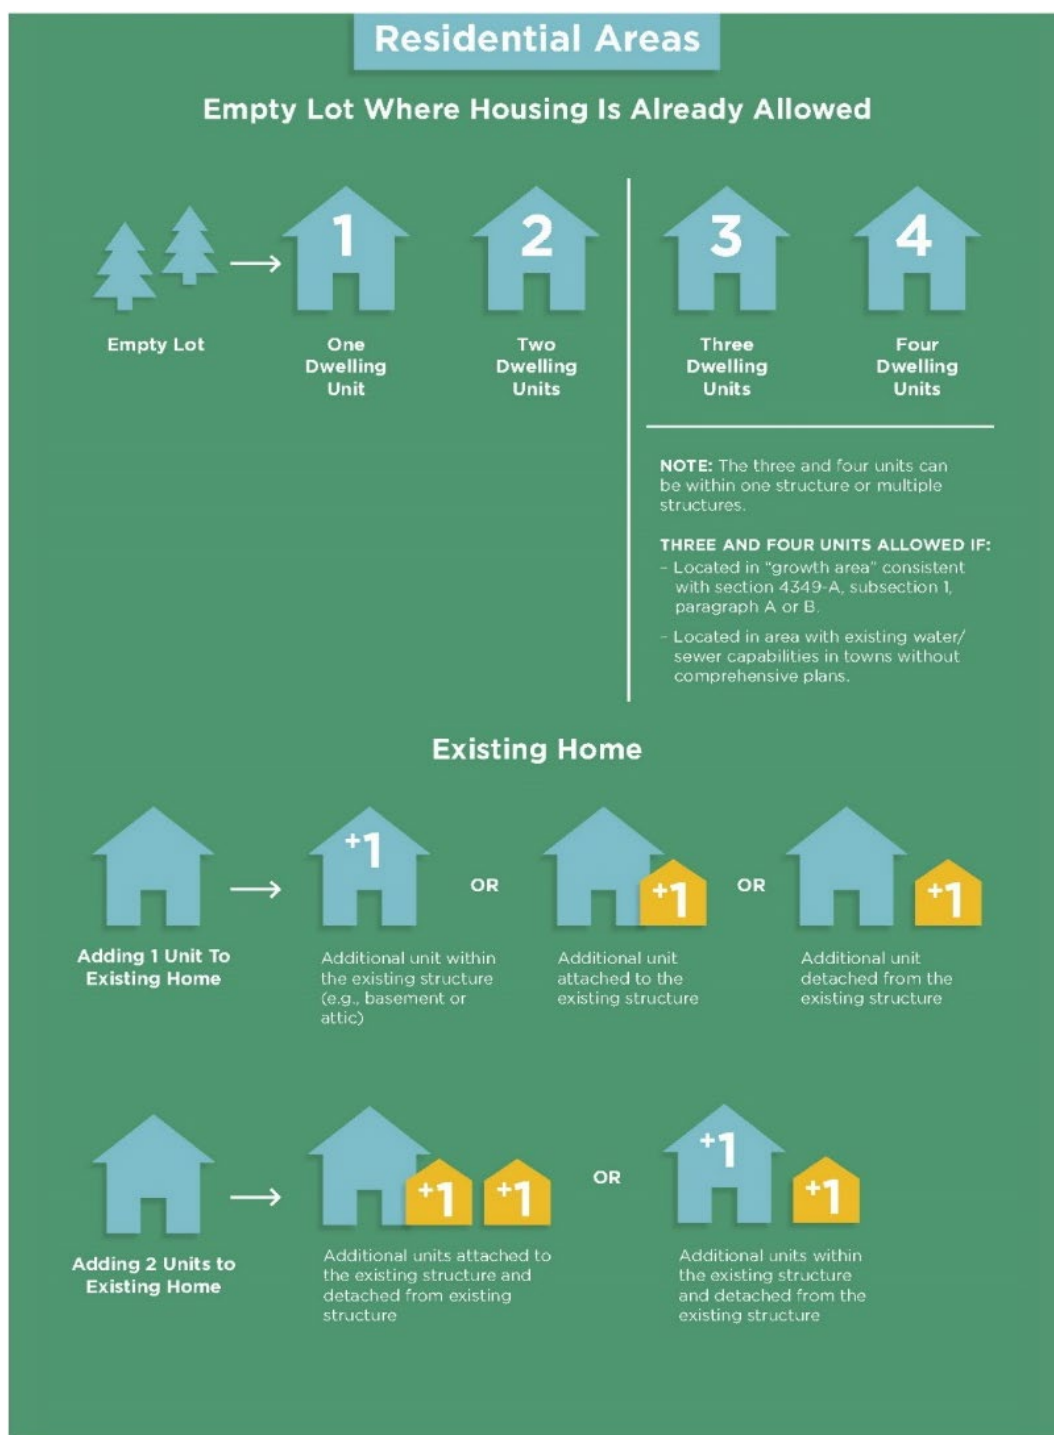 Residential Areas
Empty Lot Where Housing Is Already Allowed
1
2
3
4
Empty Lot
One
Dwelling
Unit
Two
Dwelling
Units
Three
Dwelling
Units
Four
Dwelling
Units
NOTE: The three and four units can
be within one structure or multiple
structures.
THREE AND FOUR UNITS ALLOWED IF:
– Located in “growth area” consistent
with section 4349-A, subsection 1,
paragraph A or B.
– Located in area with existing water/
sewer capabilities in towns without
comprehensive plans.
Existing Home
+1
OR
+1
OR
+1
Adding 1 Unit To
Existing Home
Additional unit within
the existing structure
(e.g., basement or
attic)
Additional unit
attached to the
existing structure
Additional unit
detached from the
existing structure
+1
+1
OR
+1
+1
Adding 2 Units to
Existing Home
Additional units attached to
the existing structure and
detached from existing
structure
Additional units within
the existing structure
and detached from the
existing structure